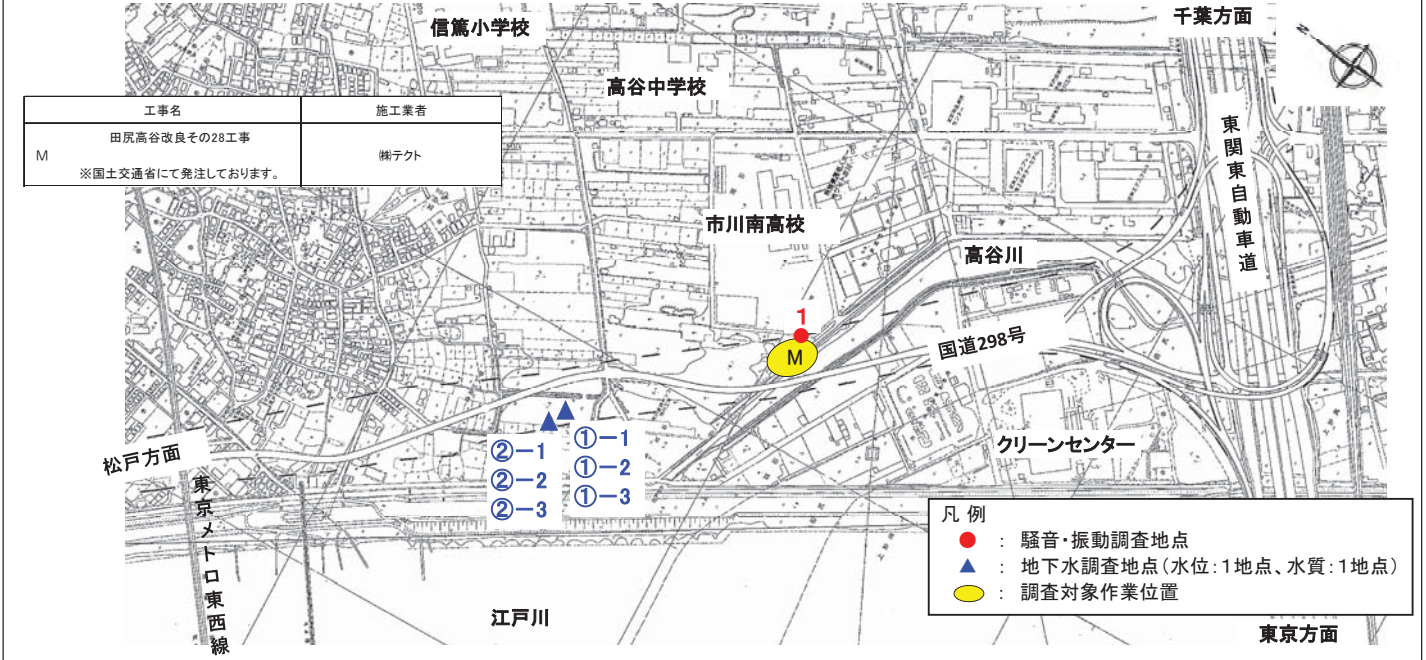 信篤小学校
千葉方面
高谷中学校
工事名 施工業者
M 田尻高谷改良その28工事 ㈱テクト
※国土交通省にて発注しております。
東関東自動車道
市川南高校
高谷川
1
M
国道298号
松戸方面
②-1
②-2
②-3
①-1
①-2
①-3
クリーンセンター
東京メトロ東西線
江戸川
凡 例
: 騒音・振動調査地点
: 地下水調査地点(水位:1地点、水質:1地点)
: 調査対象作業位置
東京方面